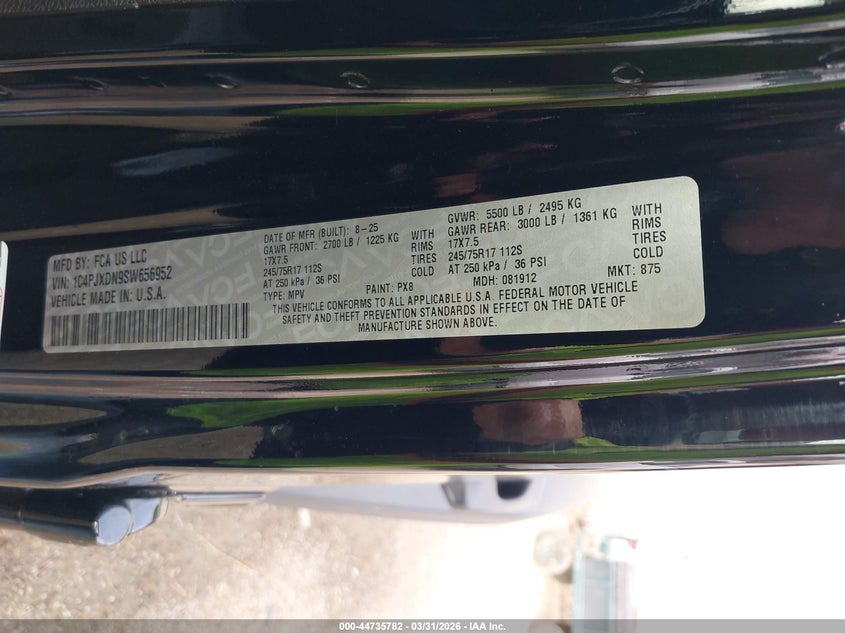 MFD BY: FCA US LLC
VIN: 1C4PJXDN9SW656952
VEHICLE MADE IN U.S.A.
DATE OF MFR (BUILT): 8-25
GAWR FRONT: 2700 LB / 1225 KG WITH
17X7.5 RIMS
245/75R17 112S TIRES
AT 250 kPa / 36 PSI COLD
GVWR: 5500 LB / 2495 KG
GAWR REAR: 3000 LB / 1361 KG WITH
17X7.5 RIMS
245/75R17 112S TIRES
AT 250 kPa / 36 PSI COLD
TYPE: MPV PAINT: PX8 MDH: 081912 MKT: 875
THIS VEHICLE CONFORMS TO ALL APPLICABLE U.S.A. FEDERAL MOTOR VEHICLE
SAFETY AND THEFT PREVENTION STANDARDS IN EFFECT ON THE DATE OF
MANUFACTURE SHOWN ABOVE.
000-44735782 - 03/31/2026 - IAA Inc.